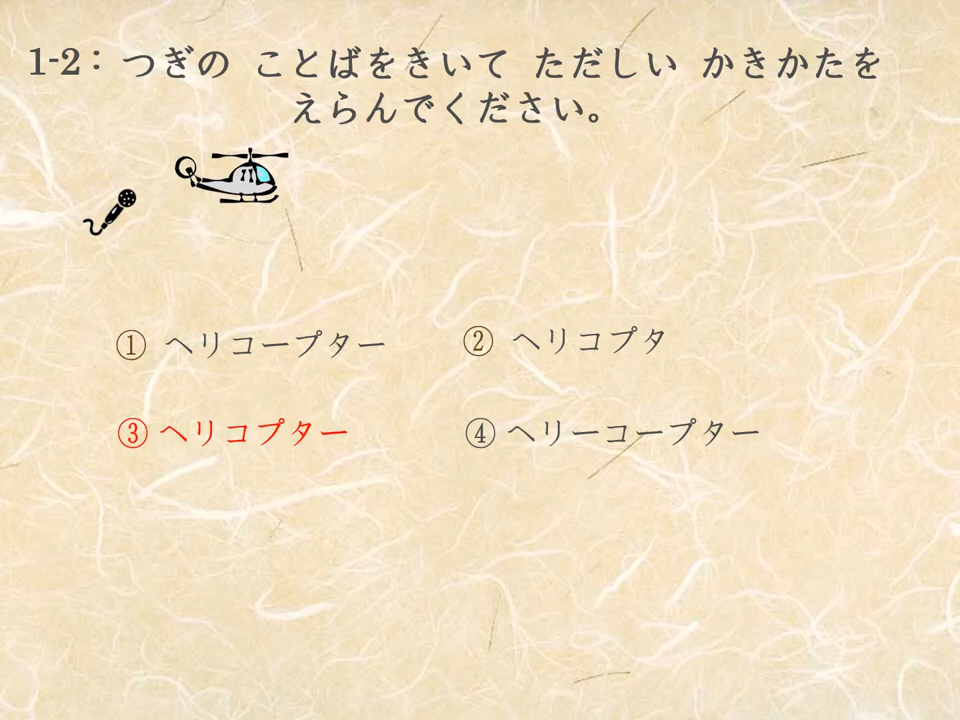 1-2：つぎの ことばをきいて ただしい かきかたを
えらんでください。
① ヘリコープター ② ヘリコプタ
③ ヘリコプター ④ ヘリーコープター